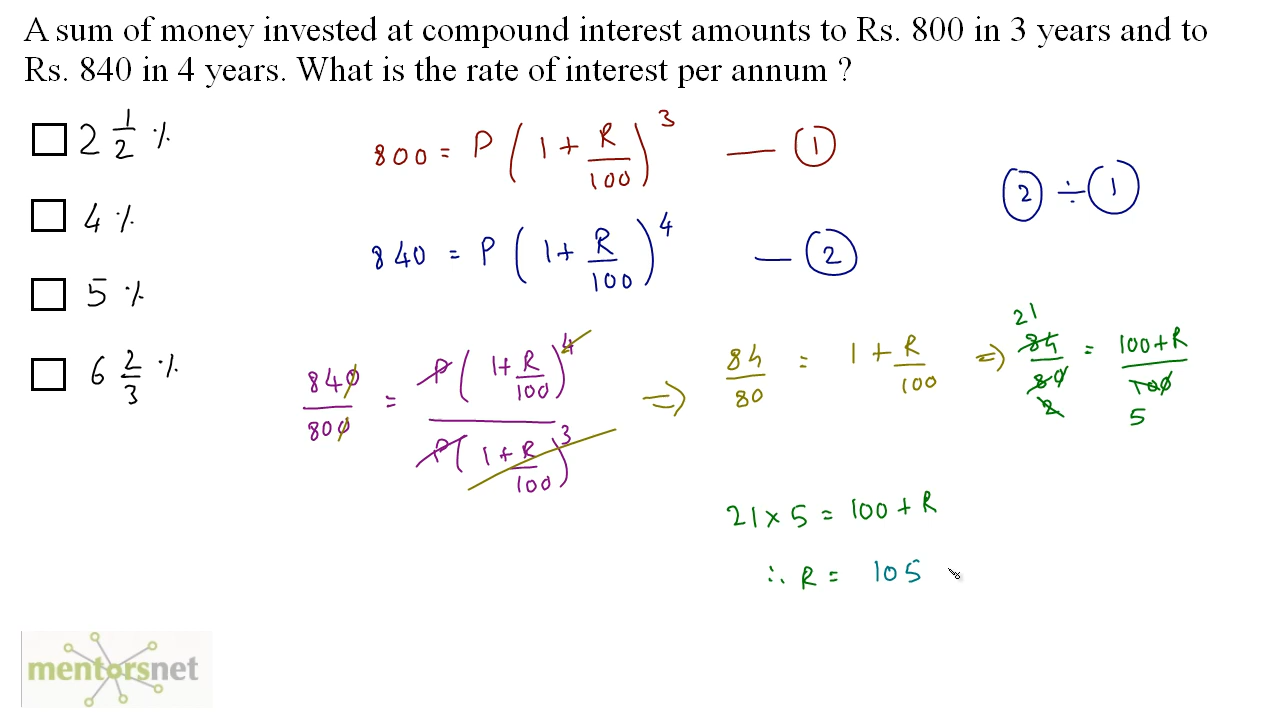 A sum of money invested at compound interest amounts to Rs. 800 in 3 years and to
Rs. 840 in 4 years. What is the rate of interest per annum ?
2 1/2 %
4 %
5 %
6 2/3 %
800 = P ( 1 + R/100 )^3 — ①
840 = P ( 1 + R/100 )^4 — ②
② ÷ ①
840/800 = P ( 1 + R/100 )^4 / P ( 1 + R/100 )^3 ⇒ 84/80 = 1 + R/100 ⇒ 21 84/80 2 = 100 + R/100 5
21 × 5 = 100 + R
∴ R = 105
mentorsnet